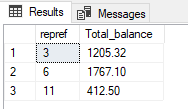 Results Messages
repref Total_balance
1 3 1205.32
2 6 1767.10
3 11 412.50